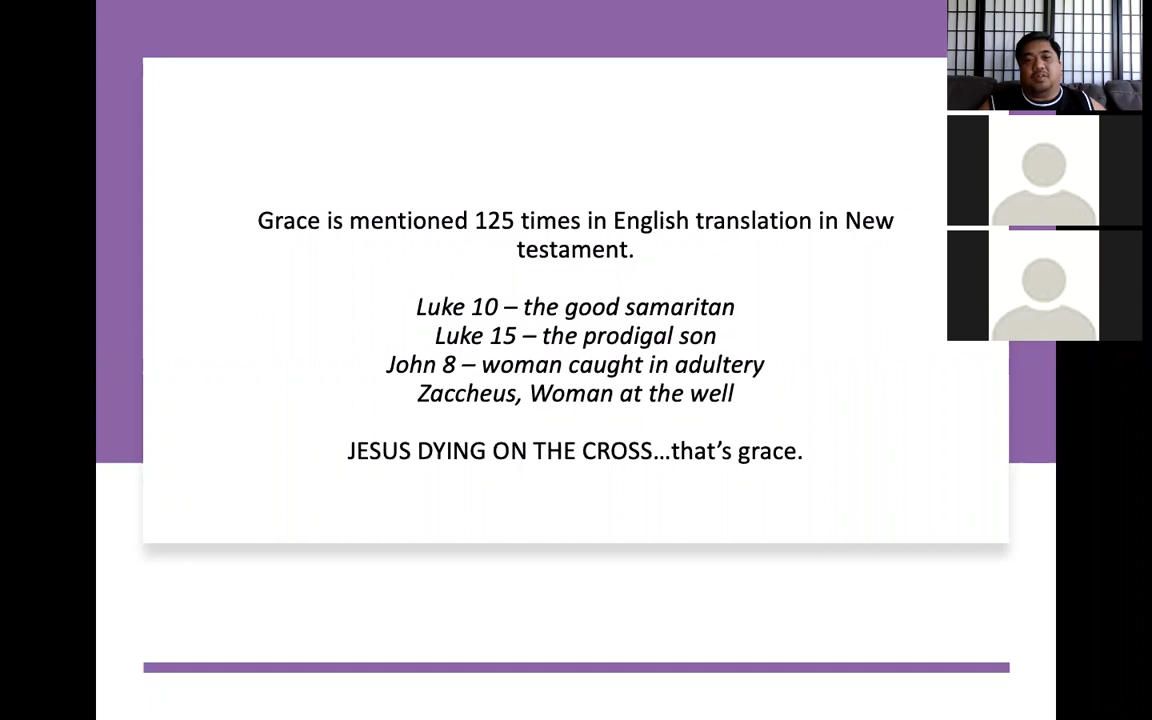 Grace is mentioned 125 times in English translation in New
testament.
Luke 10 – the good samaritan
Luke 15 – the prodigal son
John 8 – woman caught in adultery
Zaccheus, Woman at the well
JESUS DYING ON THE CROSS…that’s grace.